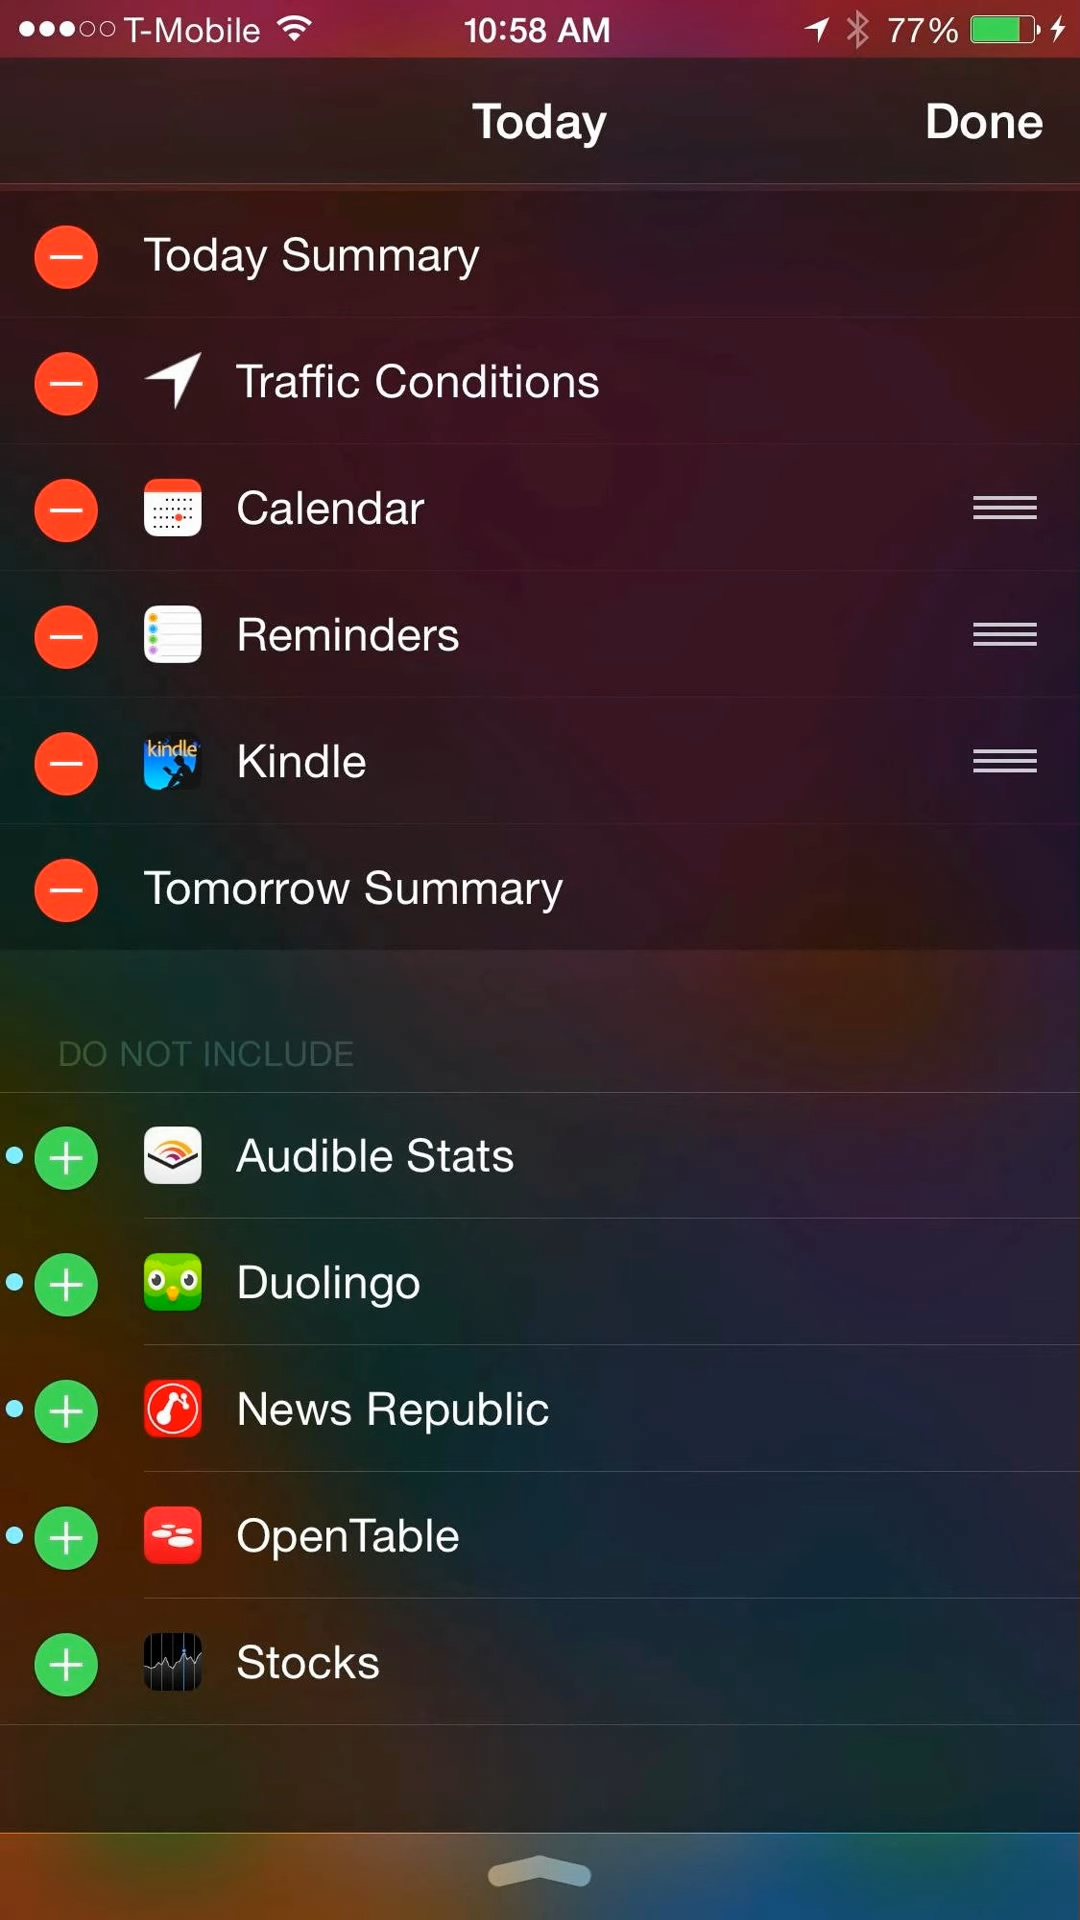 T-Mobile 10:58 AM 77%
Today Done
Today Summary
Traffic Conditions
Calendar
Reminders
kindle Kindle
Tomorrow Summary
DO NOT INCLUDE
Audible Stats
Duolingo
News Republic
OpenTable
Stocks